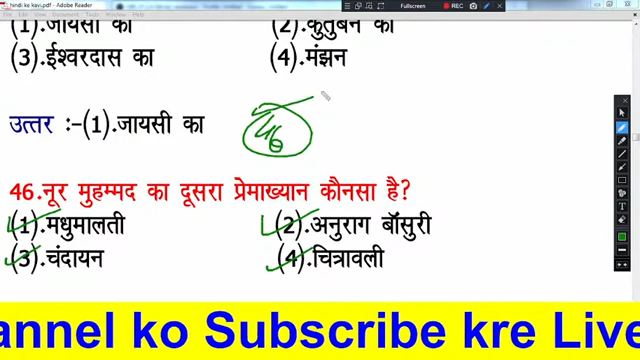 hindi ke kavi.pdf - Adobe Reader
Fullscreen REC
(1).जायसी का (2).कुतुबन का
(3).ईश्वरदास का (4).मंझन
उत्तर :-(1).जायसी का 46
46.नूर मुहम्मद का दूसरा प्रेमाख्यान कौनसा है?
(1).मधुमालती (2).अनुराग बॉसुरी
(3).चंदायन (4).चित्रावली
annel ko Subscribe kre Live